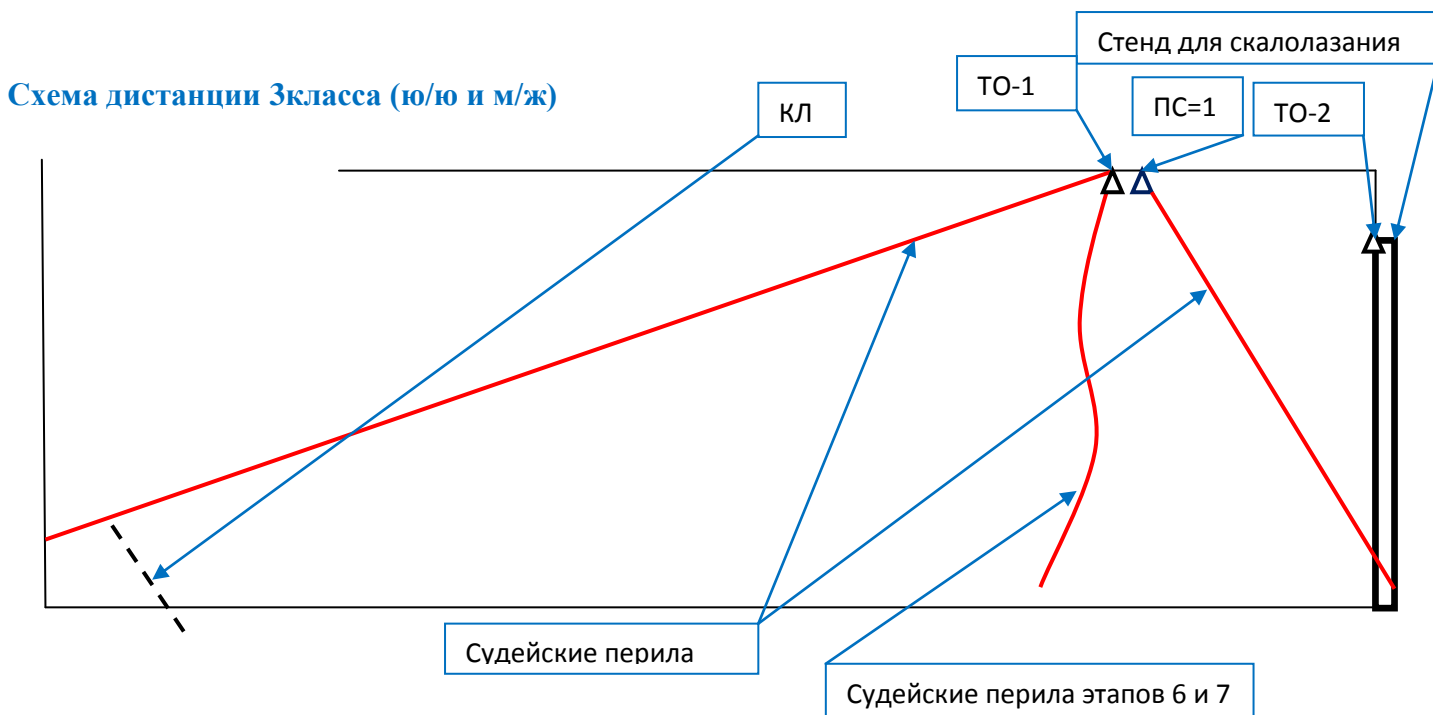 Стенд для скалолазания
Схема дистанции 3класса (ю/ю и м/ж)
КЛ
ТО-1
ПС=1
ТО-2
Судейские перила
Судейские перила этапов 6 и 7